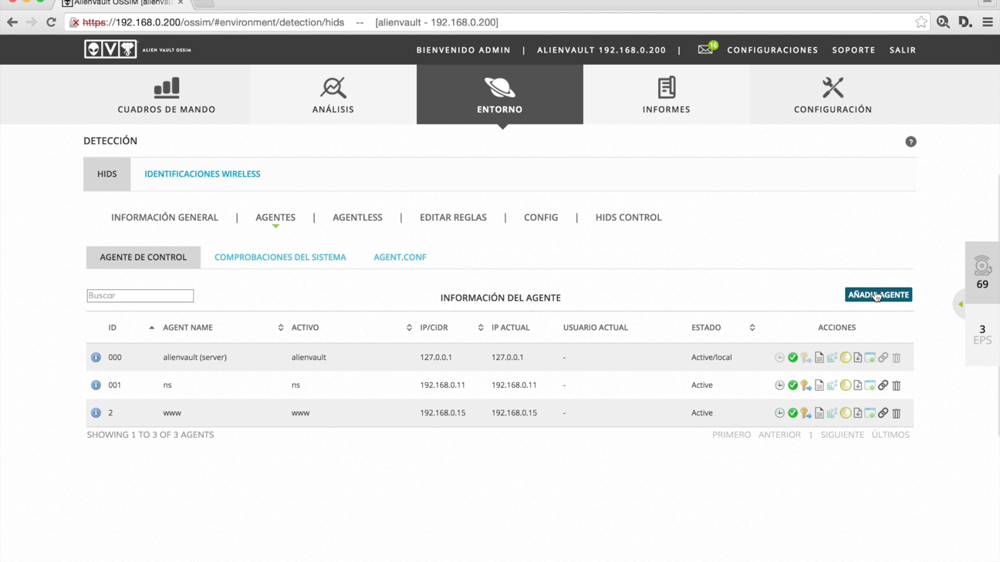 AlienVault OSSIM [alienvau
https://192.168.0.200/ossim/#environment/detection/hids -- [alienvault - 192.168.0.200]
ALIEN VAULT OSSIM
BIENVENIDO ADMIN | ALIENVAULT 192.168.0.200 | 16 CONFIGURACIONES SOPORTE SALIR
CUADROS DE MANDO ANÁLISIS ENTORNO INFORMES CONFIGURACIÓN
DETECCIÓN
?
HIDS IDENTIFICACIONES WIRELESS
INFORMACIÓN GENERAL | AGENTES | AGENTLESS | EDITAR REGLAS | CONFIG | HIDS CONTROL
AGENTE DE CONTROL COMPROBACIONES DEL SISTEMA AGENT.CONF
69
Buscar INFORMACIÓN DEL AGENTE AÑADIR AGENTE
ID AGENT NAME ACTIVO IP/CIDR IP ACTUAL USUARIO ACTUAL ESTADO ACCIONES
3
EPS
000 alienvault (server) alienvault 127.0.0.1 127.0.0.1 - Active/local
001 ns ns 192.168.0.11 192.168.0.11 - Active
2 www www 192.168.0.15 192.168.0.15 - Active
SHOWING 1 TO 3 OF 3 AGENTS PRIMERO ANTERIOR 1 SIGUIENTE ÚLTIMOS